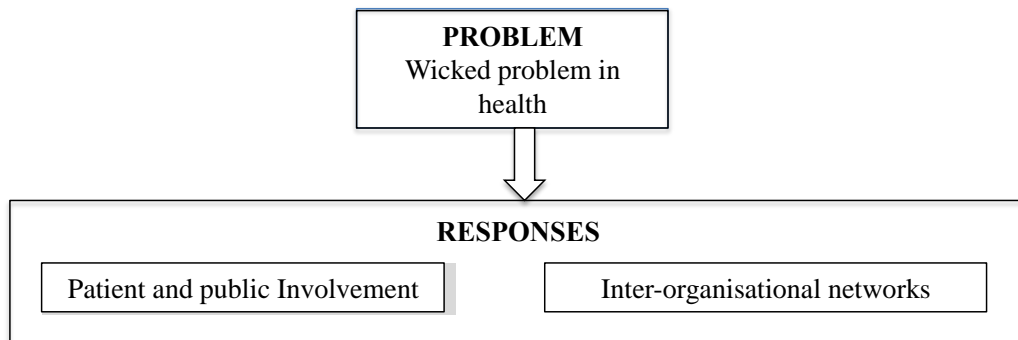 PROBLEM
Wicked problem in
health
RESPONSES
Patient and public Involvement
Inter-organisational networks